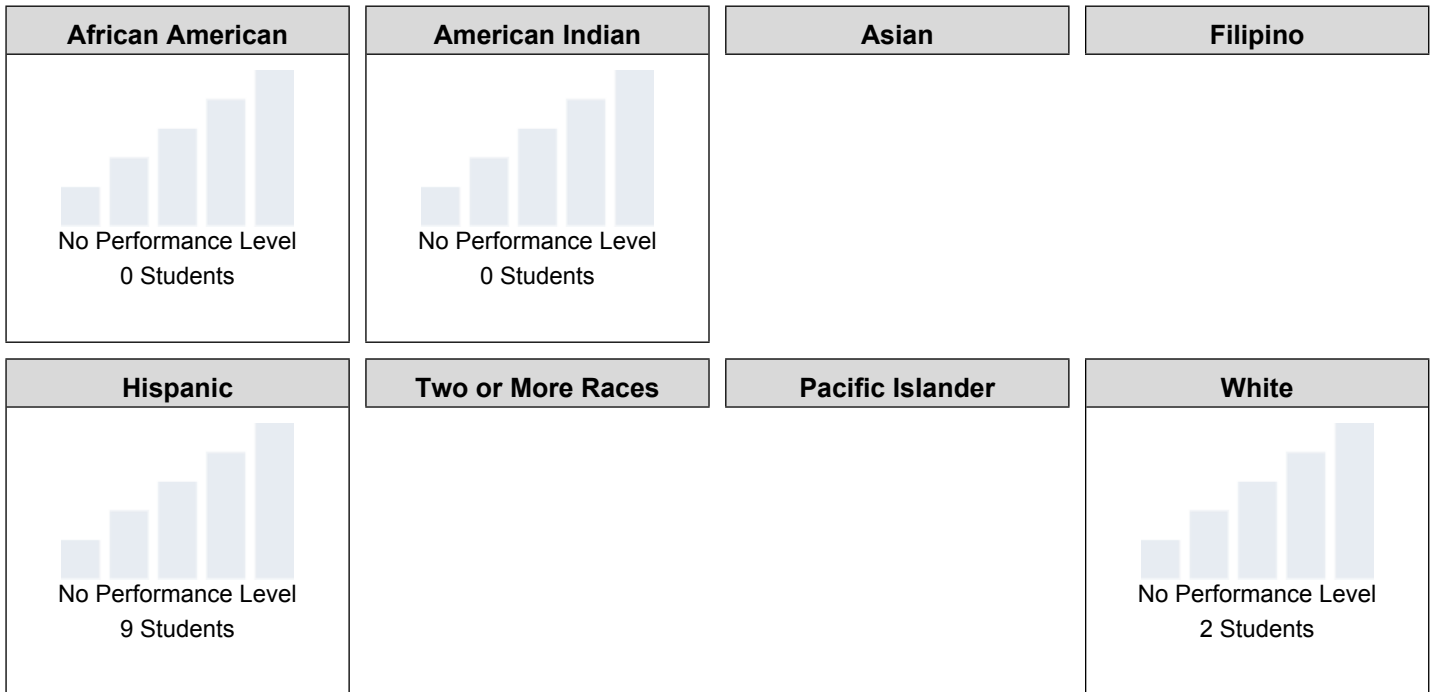 African American
American Indian
Asian
Filipino
No Performance Level
0 Students
No Performance Level
0 Students
Hispanic
Two or More Races
Pacific Islander
White
No Performance Level
9 Students
No Performance Level
2 Students